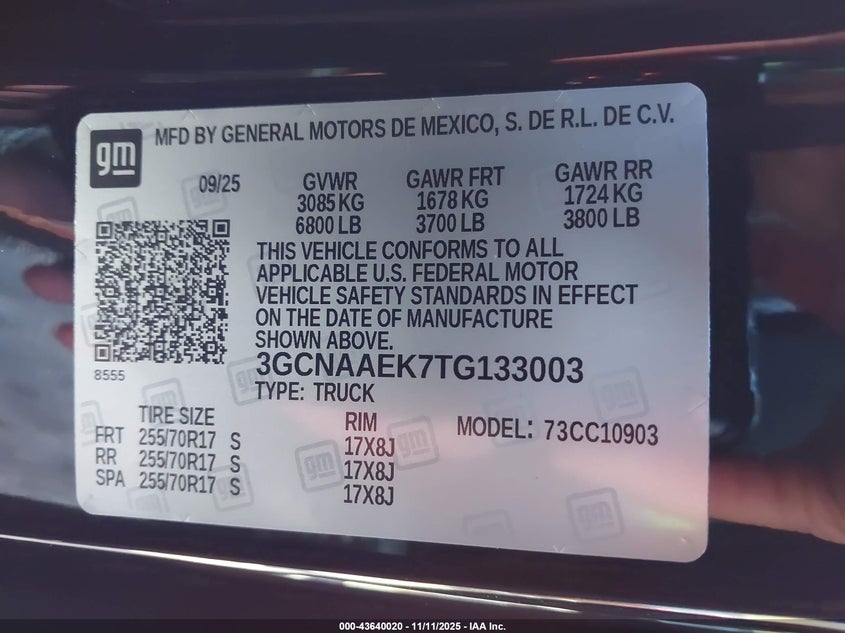 gm
MFD BY GENERAL MOTORS DE MEXICO, S. DE R.L. DE C.V.
09/25 GVWR GAWR FRT GAWR RR
3085 KG 1678 KG 1724 KG
6800 LB 3700 LB 3800 LB
THIS VEHICLE CONFORMS TO ALL
APPLICABLE U.S. FEDERAL MOTOR
VEHICLE SAFETY STANDARDS IN EFFECT
ON THE DATE OF MANUFACTURE
SHOWN ABOVE.
8555
3GCNAAEK7TG133003
TYPE: TRUCK
TIRE SIZE RIM MODEL: 73CC10903
FRT 255/70R17 S 17X8J
RR 255/70R17 S 17X8J
SPA 255/70R17 S 17X8J
000-43640020 - 11/11/2025 - IAA Inc.